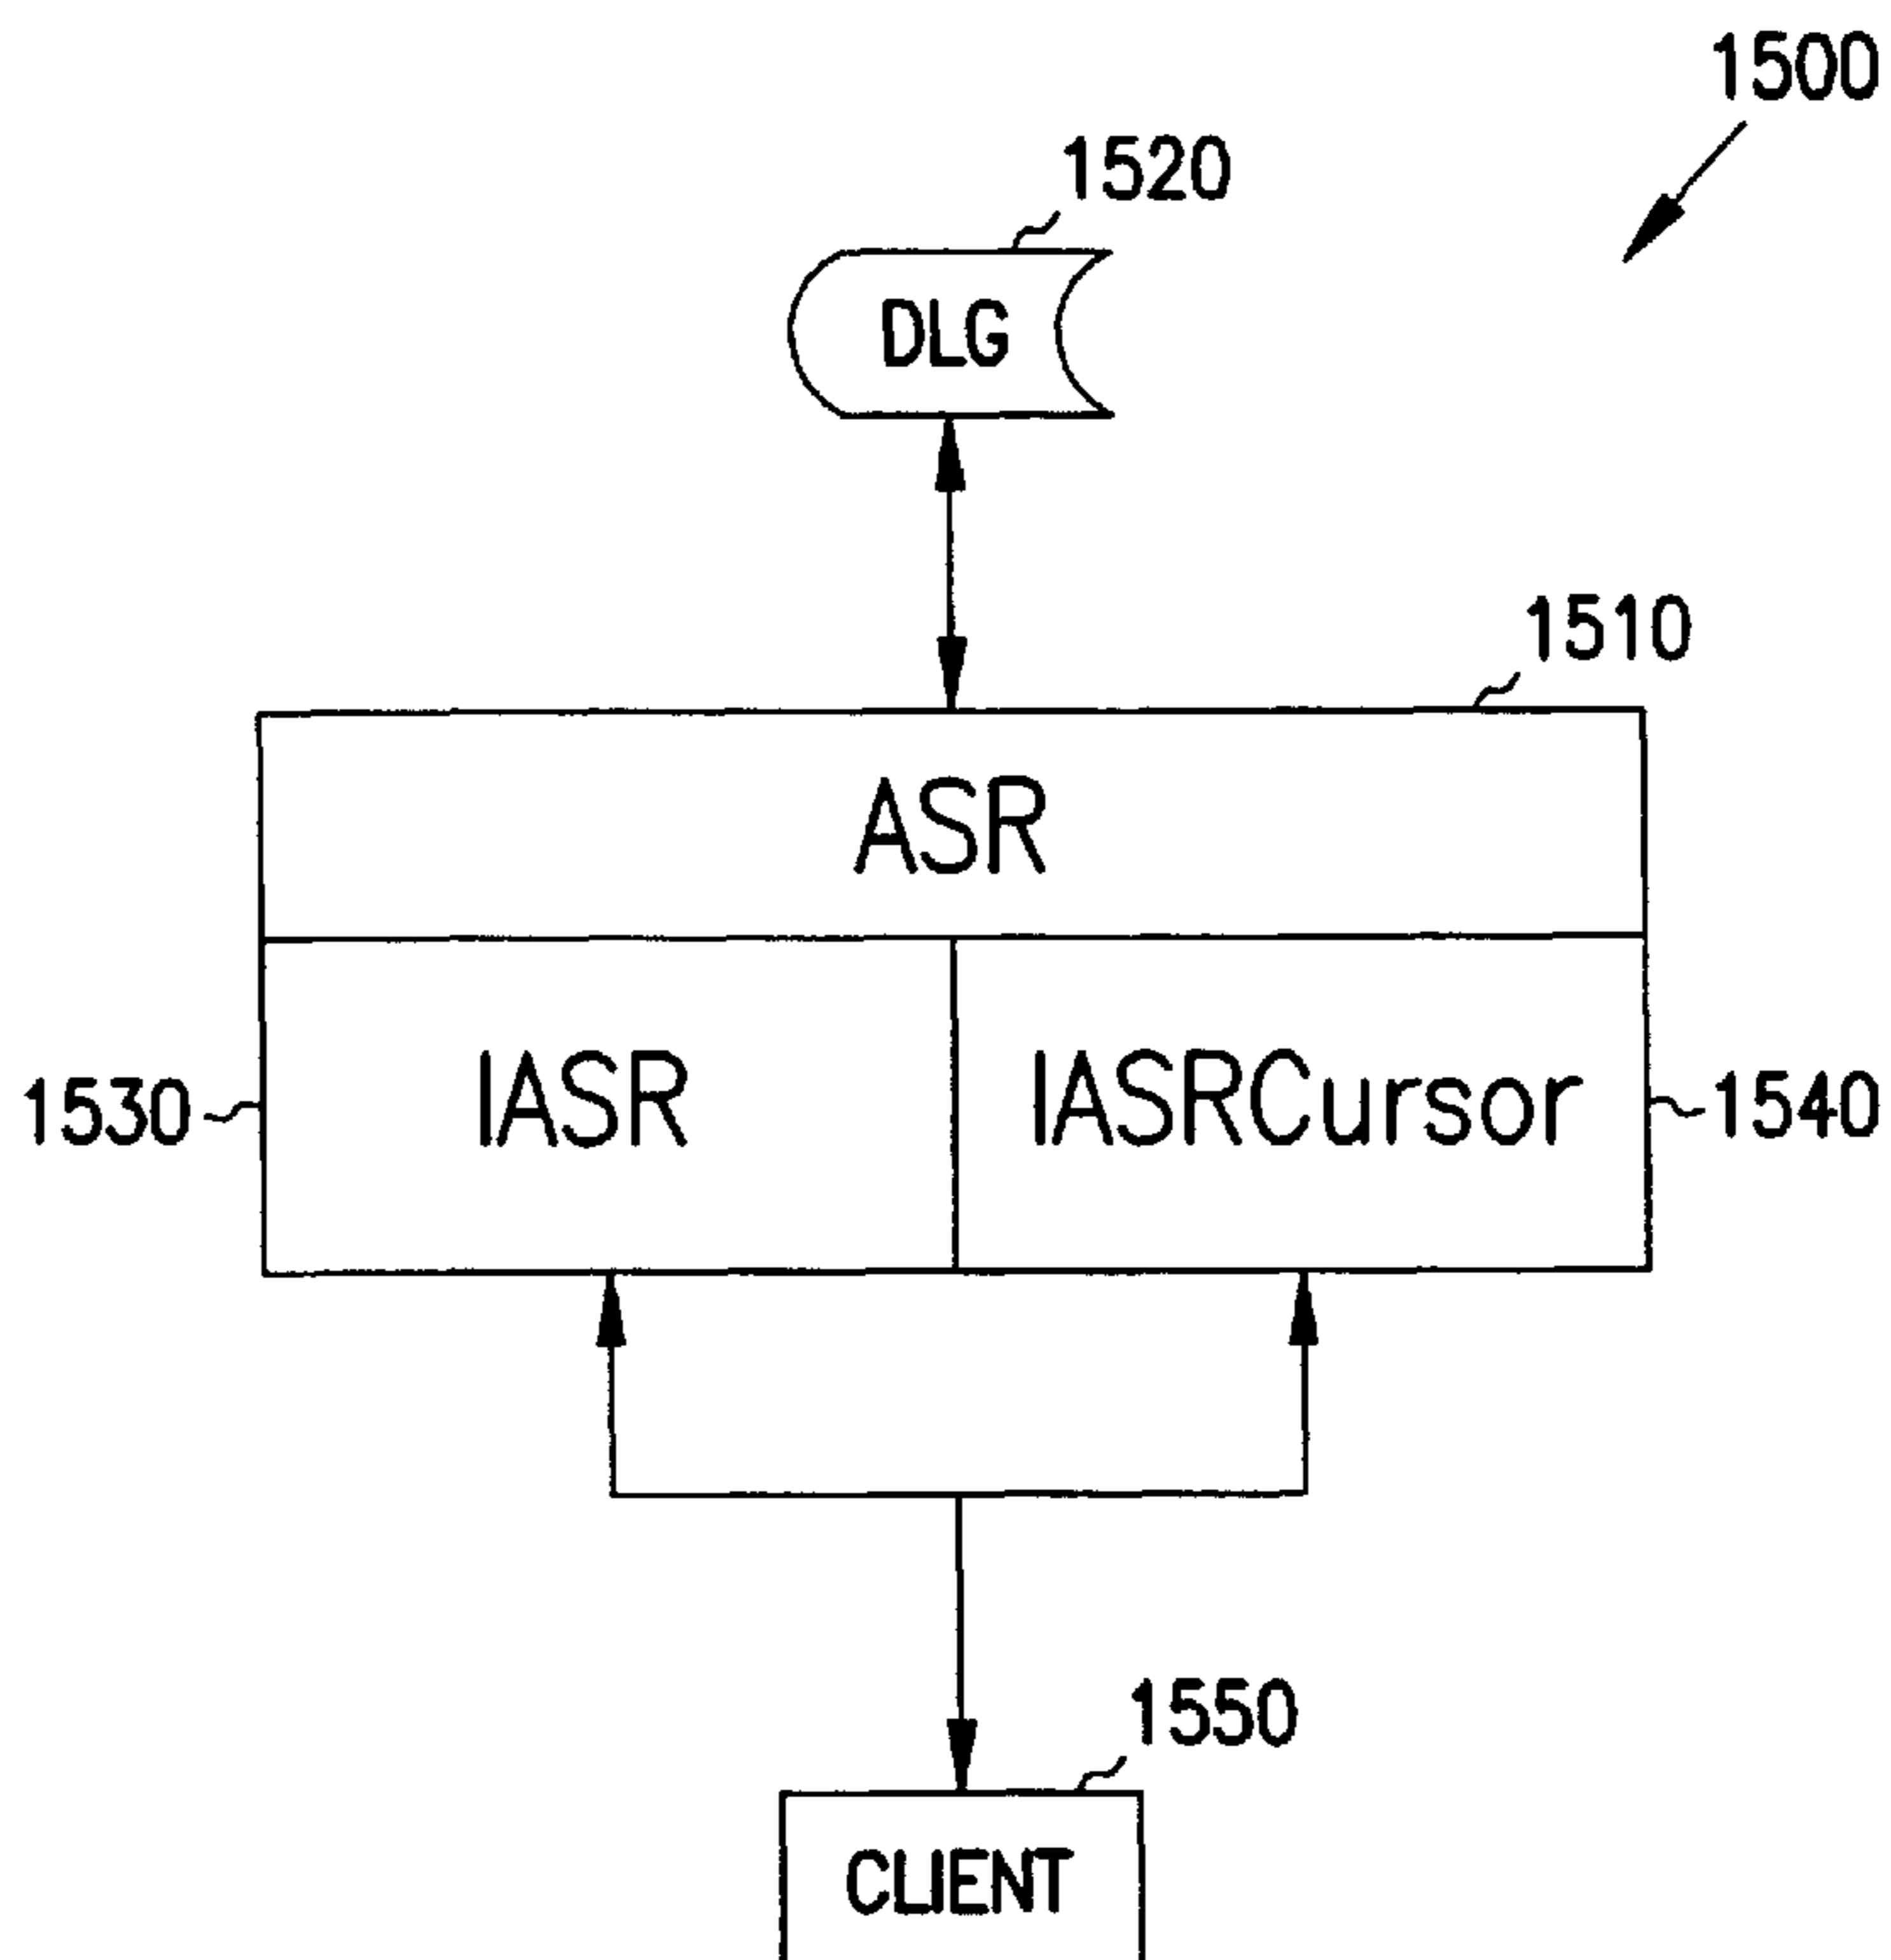 1500
1520
DLG
1510
ASR
1530
IASR
IASRCursor
1540
1550
CLIENT